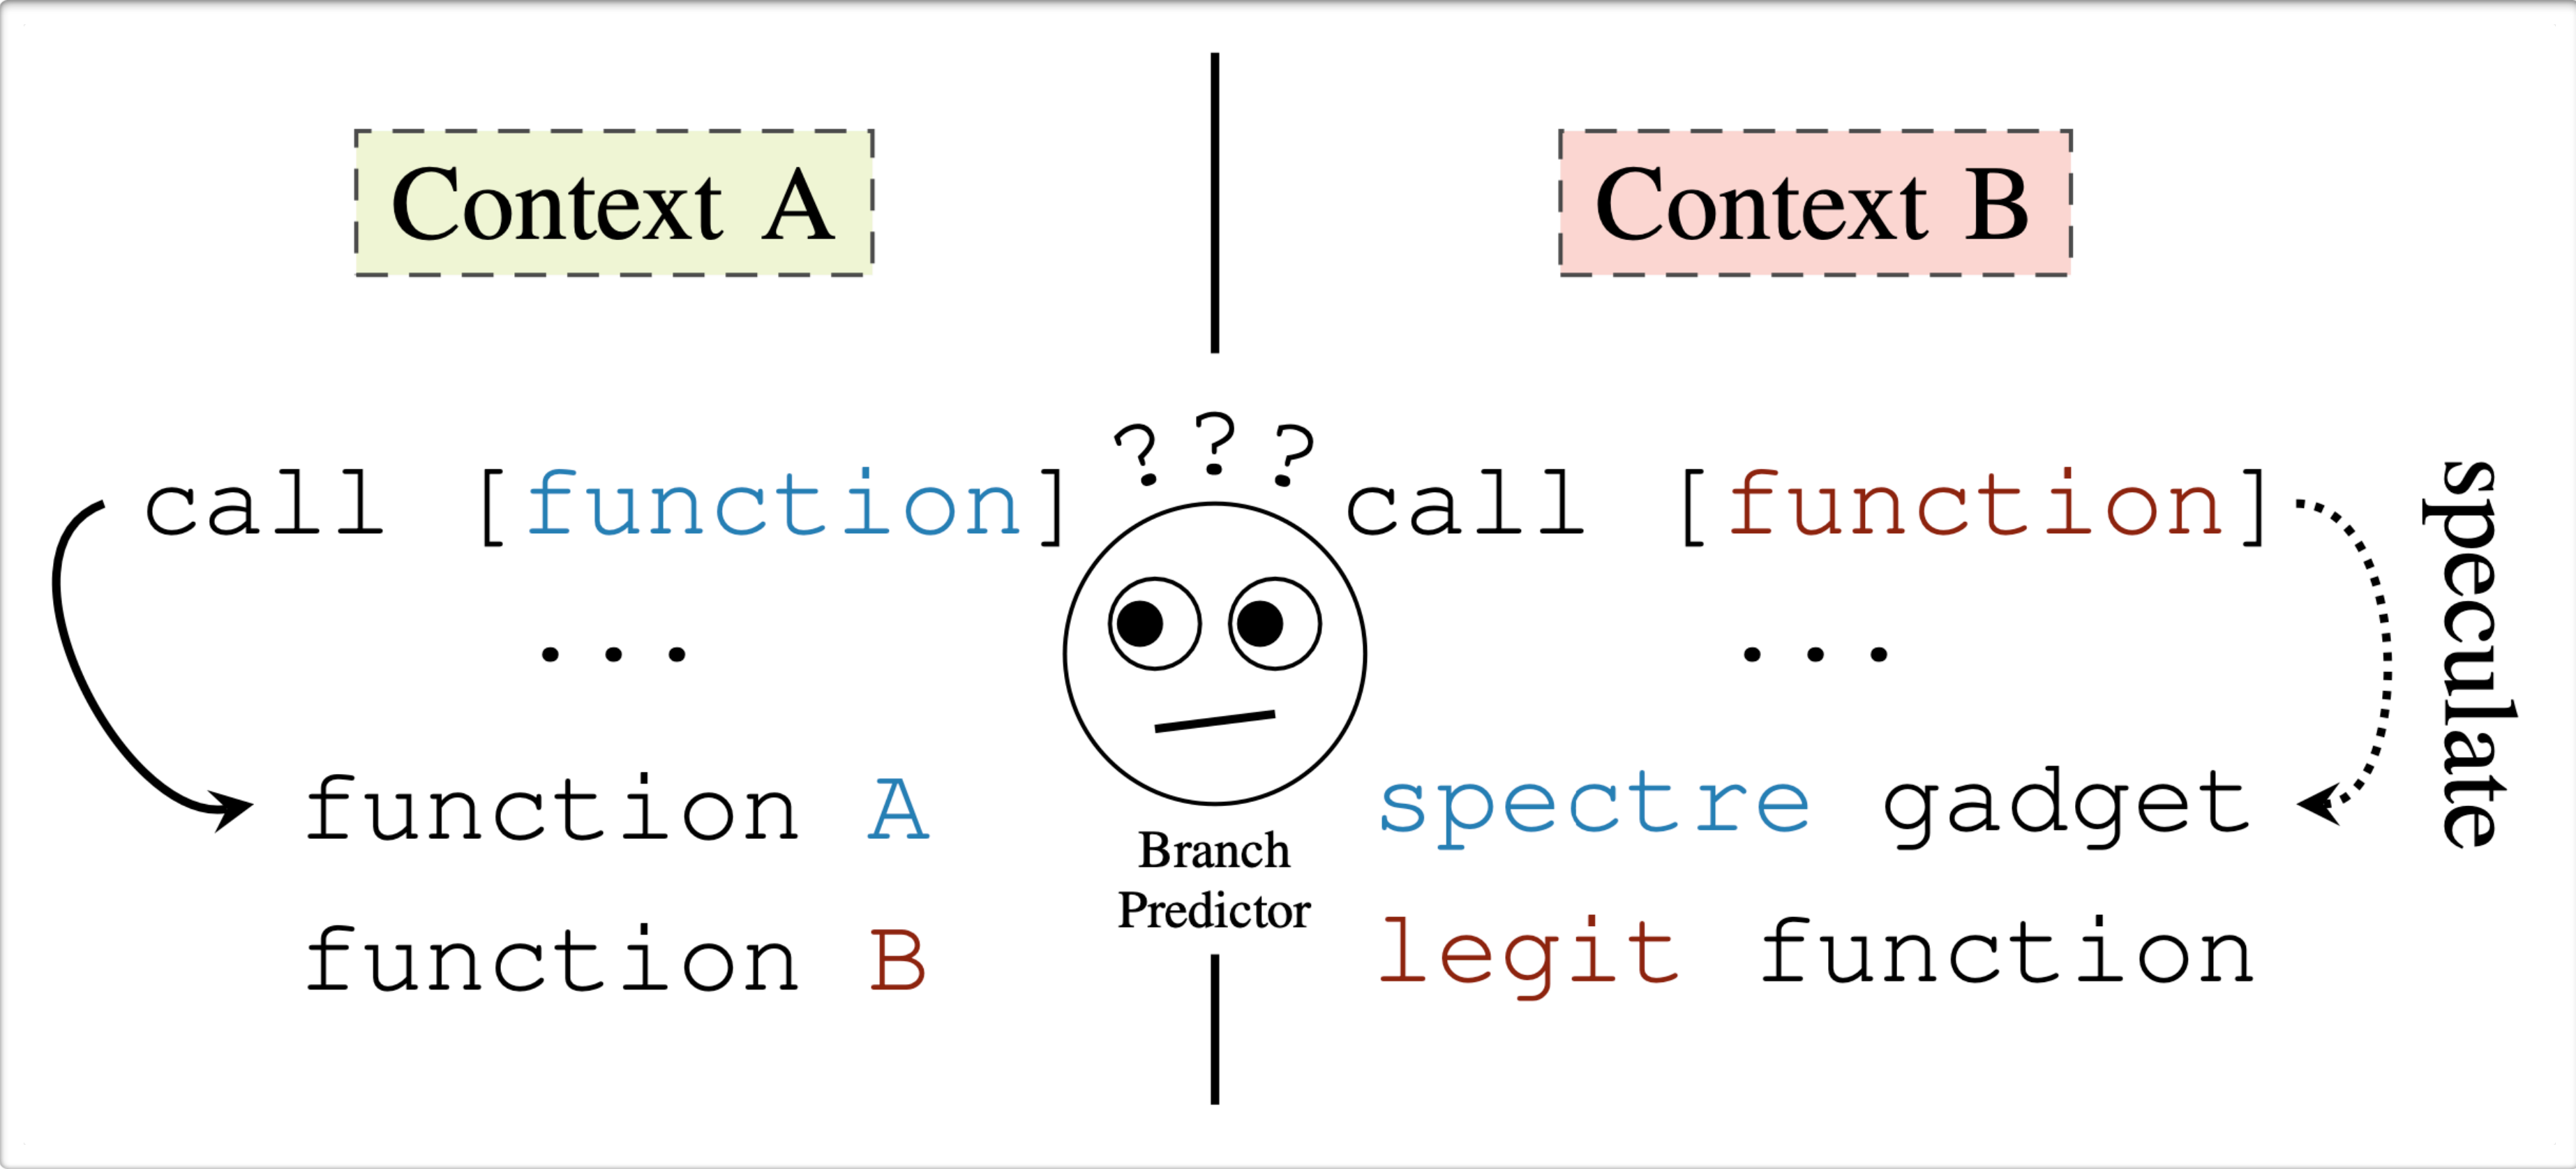 Context A
call [function]
...
function A
function B
???
Branch
Predictor
Context B
call [function]
...
spectre gadget
legit function
speculate